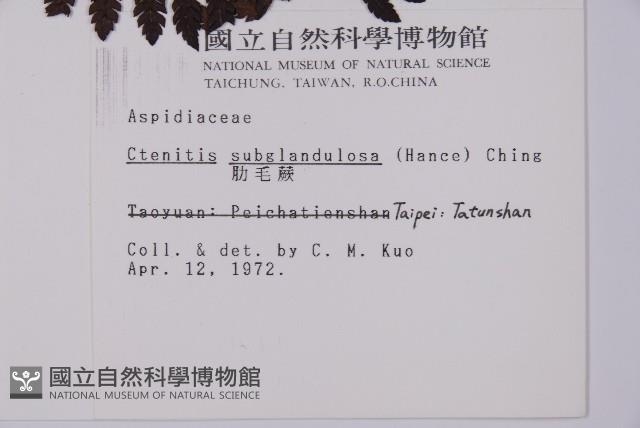 國立自然科學博物館
NATIONAL MUSEUM OF NATURAL SCIENCE
TAICHUNG, TAIWAN, R.O.CHINA
Aspidiaceae
Ctenitis subglandulosa (Hance) Ching
肋毛蕨
Taoyuan: Peichatienshan Taipei: Tatunshan
Coll. & det. by C. M. Kuo
Apr. 12, 1972.
國立自然科學博物館
NATIONAL MUSEUM OF NATURAL SCIENCE